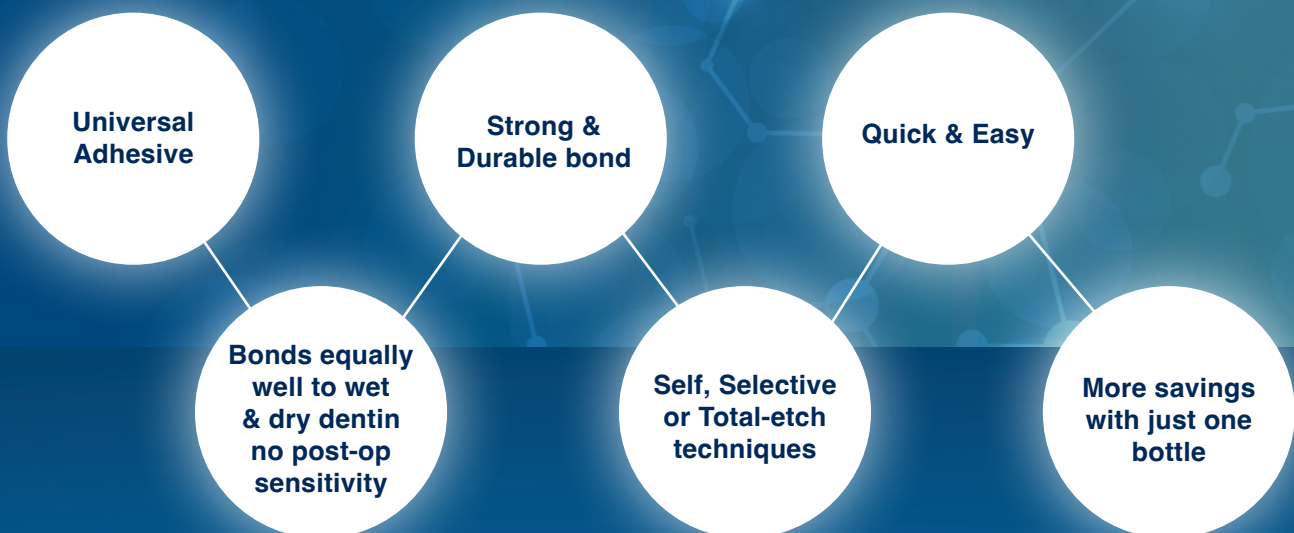 Universal
Adhesive
Bonds equally
well to wet
& dry dentin
no post-op
sensitivity
Strong &
Durable bond
Self, Selective
or Total-etch
techniques
Quick & Easy
More savings
with just one
bottle